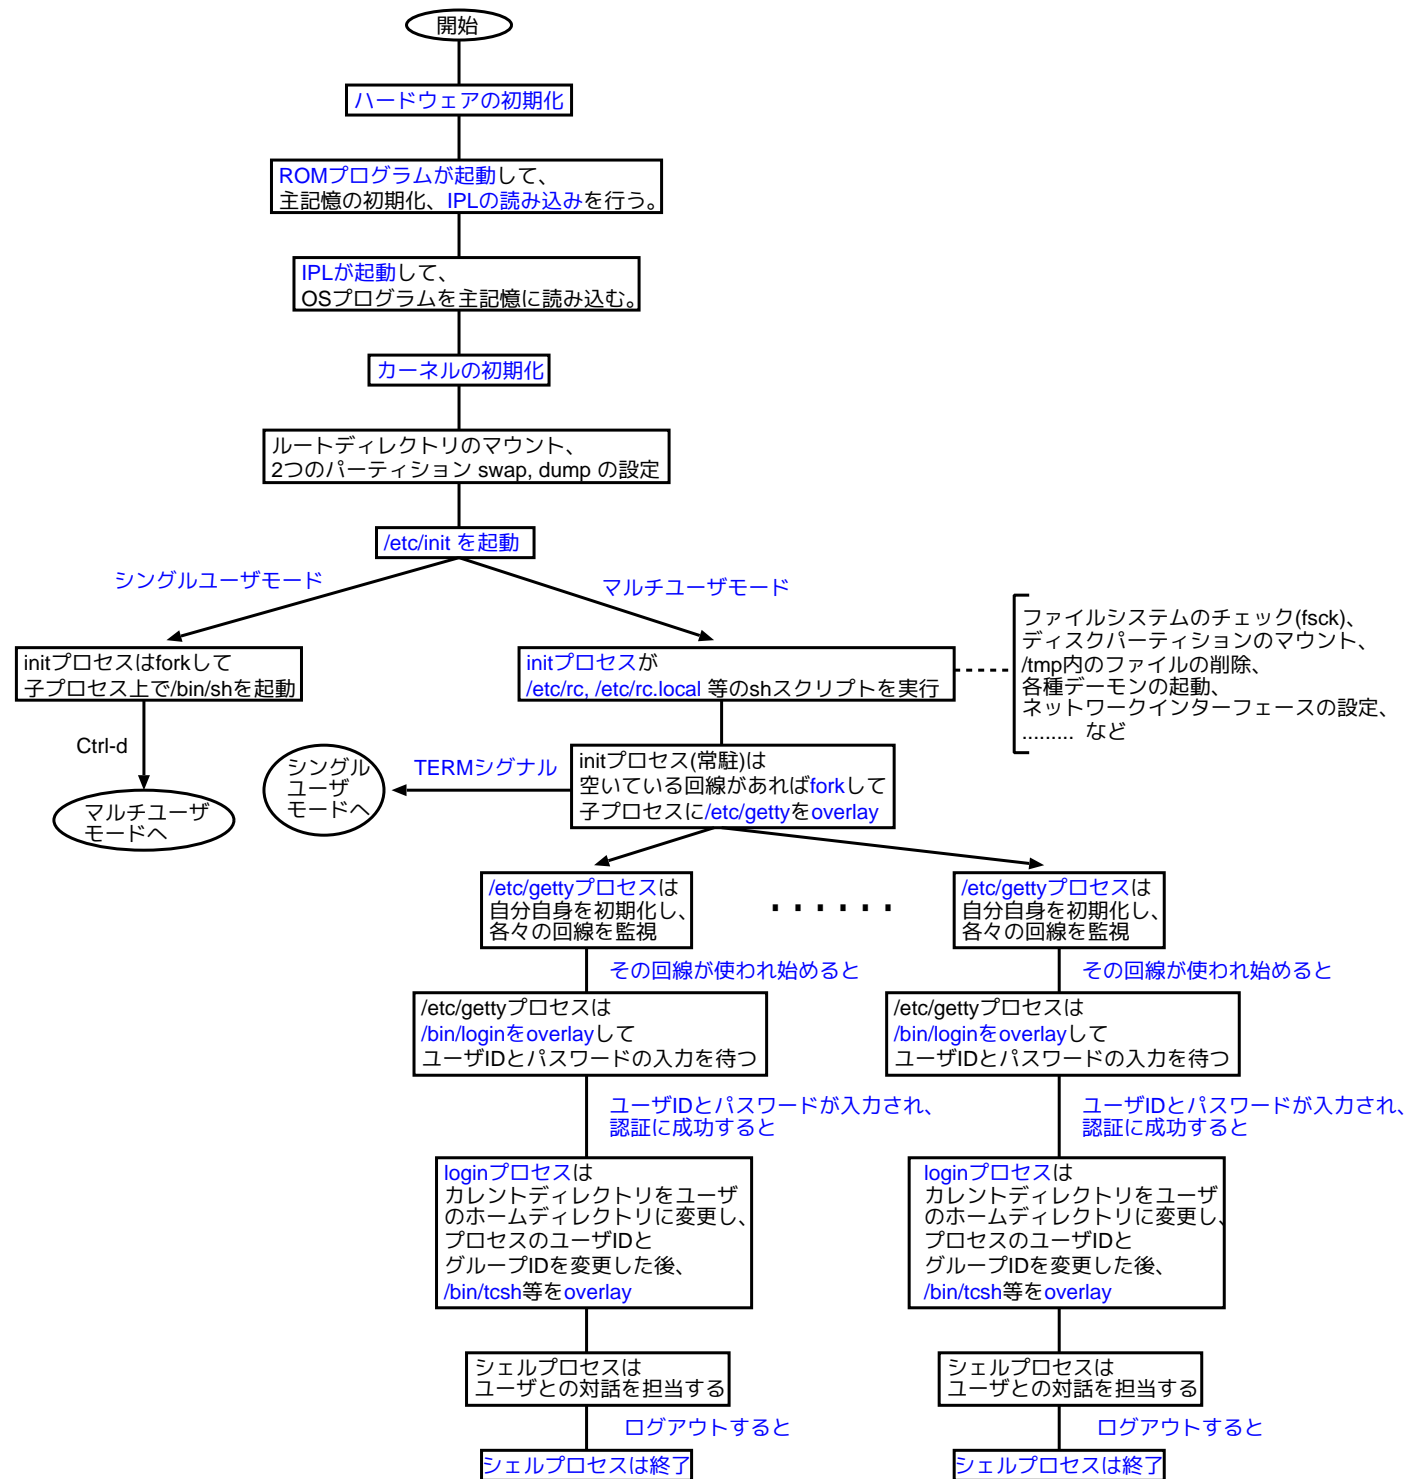 開始
ハードウェアの初期化
ROMプログラムが起動して、
主記憶の初期化、IPLの読み込みを行う。
IPLが起動して、
OSプログラムを主記憶に読み込む。
カーネルの初期化
ルートディレクトリのマウント、
2つのパーティション swap, dump の設定
/etc/init を起動
シングルユーザモード
マルチユーザモード
initプロセスはforkして
子プロセス上で/bin/shを起動
Ctrl-d
マルチユーザ
モードへ
initプロセスが
/etc/rc, /etc/rc.local 等のshスクリプトを実行
ファイルシステムのチェック(fsck)、
ディスクパーティションのマウント、
/tmp内のファイルの削除、
各種デーモンの起動、
ネットワークインターフェースの設定、
......... など
initプロセス(常駐)は
空いている回線があればforkして
子プロセスに/etc/gettyをoverlay
TERMシグナル
シングル
ユーザ
モードへ
/etc/gettyプロセスは
自分自身を初期化し、
各々の回線を監視
......
/etc/gettyプロセスは
自分自身を初期化し、
各々の回線を監視
その回線が使われ始めると
その回線が使われ始めると
/etc/gettyプロセスは
/bin/loginをoverlayして
ユーザIDとパスワードの入力を待つ
/etc/gettyプロセスは
/bin/loginをoverlayして
ユーザIDとパスワードの入力を待つ
ユーザIDとパスワードが入力され、
認証に成功すると
ユーザIDとパスワードが入力され、
認証に成功すると
loginプロセスは
カレントディレクトリをユーザ
のホームディレクトリに変更し、
プロセスのユーザIDと
グループIDを変更した後、
/bin/tcsh等をoverlay
loginプロセスは
カレントディレクトリをユーザ
のホームディレクトリに変更し、
プロセスのユーザIDと
グループIDを変更した後、
/bin/tcsh等をoverlay
シェルプロセスは
ユーザとの対話を担当する
シェルプロセスは
ユーザとの対話を担当する
ログアウトすると
ログアウトすると
シェルプロセスは終了
シェルプロセスは終了